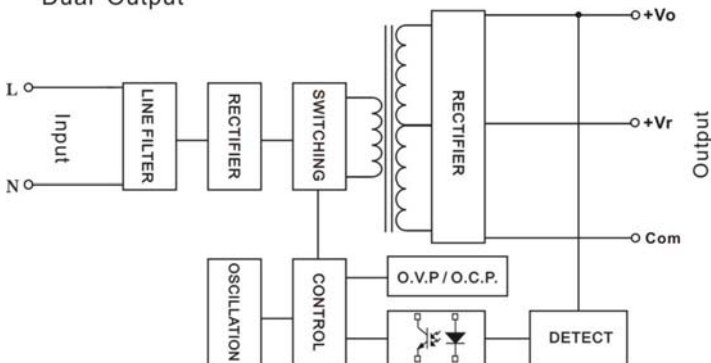 Dual Output
+Vo
L
Input
N
LINE FILTER
RECTIFIER
SWITCHING
RECTIFIER
+Vr
Output
Com
OSCILLATION
CONTROL
O.V.P / O.C.P.
DETECT